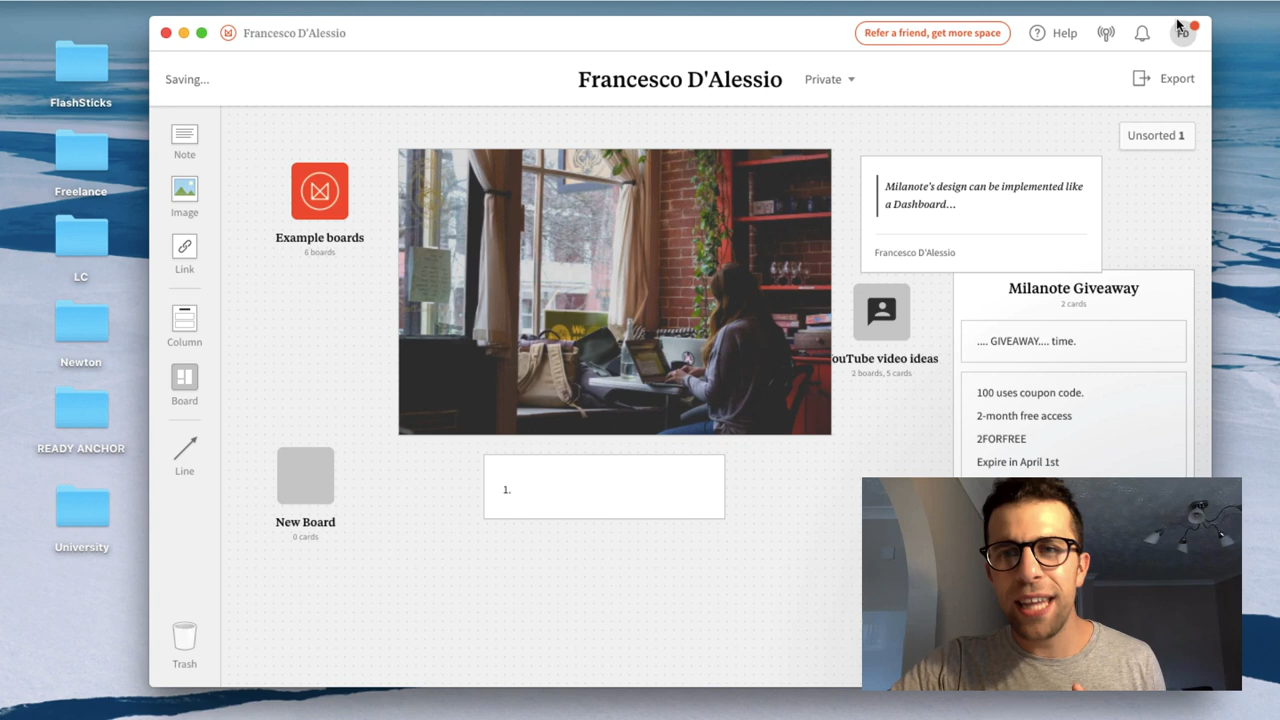 FlashSticks
Freelance
LC
Newton
READY ANCHOR
University
Francesco D'Alessio
Refer a friend, get more space
Help
Saving...
Francesco D'Alessio
Private
Export
Unsorted 1
Note
Image
Link
Column
Board
Line
Trash
Example boards
6 boards
New Board
0 cards
1.
Milanote's design can be implemented like
a Dashboard...
Francesco D'Alessio
ouTube video ideas
2 boards, 5 cards
Milanote Giveaway
2 cards
.... GIVEAWAY.... time.
100 uses coupon code.
2-month free access
2FORFREE
Expire in April 1st